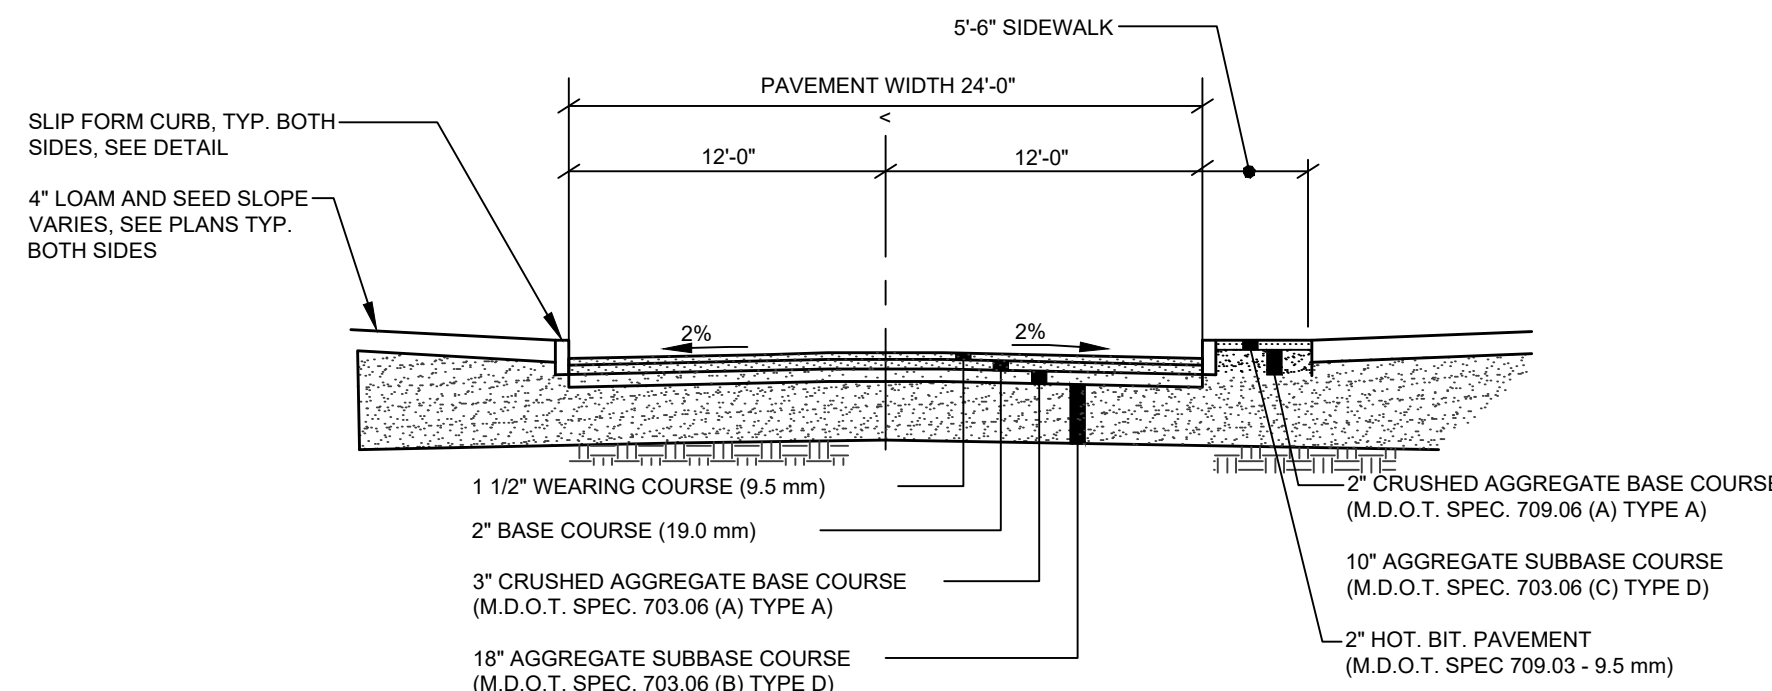 5'-6" SIDEWALK
PAVEMENT WIDTH 24'-0"
SLIP FORM CURB, TYP. BOTH
SIDES, SEE DETAIL
12'-0"
12'-0"
4" LOAM AND SEED SLOPE
VARIES, SEE PLANS TYP.
BOTH SIDES
2%
2%
1 1/2" WEARING COURSE (9.5 mm)
2" BASE COURSE (19.0 mm)
3" CRUSHED AGGREGATE BASE COURSE
(M.D.O.T. SPEC. 703.06 (A) TYPE A)
18" AGGREGATE SUBBASE COURSE
(M.D.O.T. SPEC. 703.06 (B) TYPE D)
2" CRUSHED AGGREGATE BASE COURSE
(M.D.O.T. SPEC. 709.06 (A) TYPE A)
10" AGGREGATE SUBBASE COURSE
(M.D.O.T. SPEC. 703.06 (C) TYPE D)
2" HOT. BIT. PAVEMENT
(M.D.O.T. SPEC 709.03 - 9.5 mm)